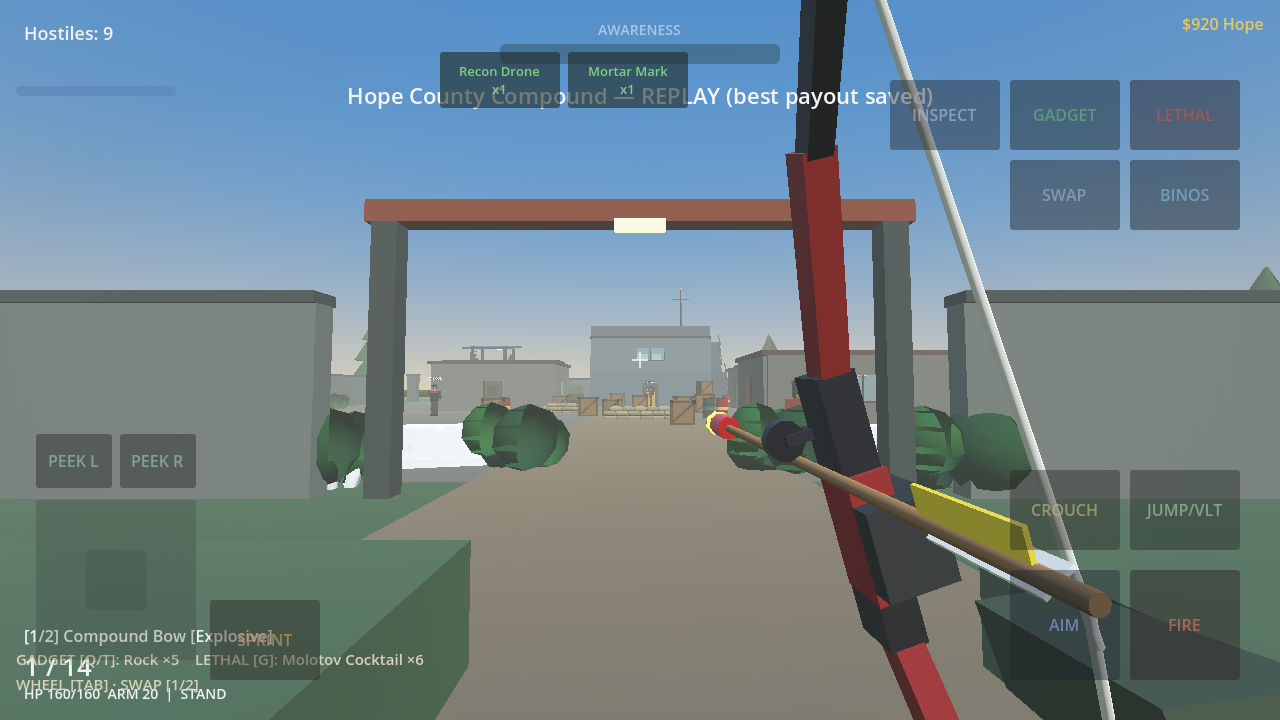 Hostiles: 9
AWARENESS
$920 Hope
Recon Drone
x1
Mortar Mark
x1
Hope County Compound — REPLAY (best payout saved)
INSPECT
GADGET
LETHAL
SWAP
BINOS
PEEK L
PEEK R
CROUCH
JUMP/VLT
SPRINT
AIM
FIRE
[1/2] Compound Bow [Explosive]
GADGET [Q/T]: Rock ×5 LETHAL [G]: Molotov Cocktail ×6
1 / 14
WHEEL [TAB] · SWAP [1/2]
HP 160/160 ARM 20 | STAND